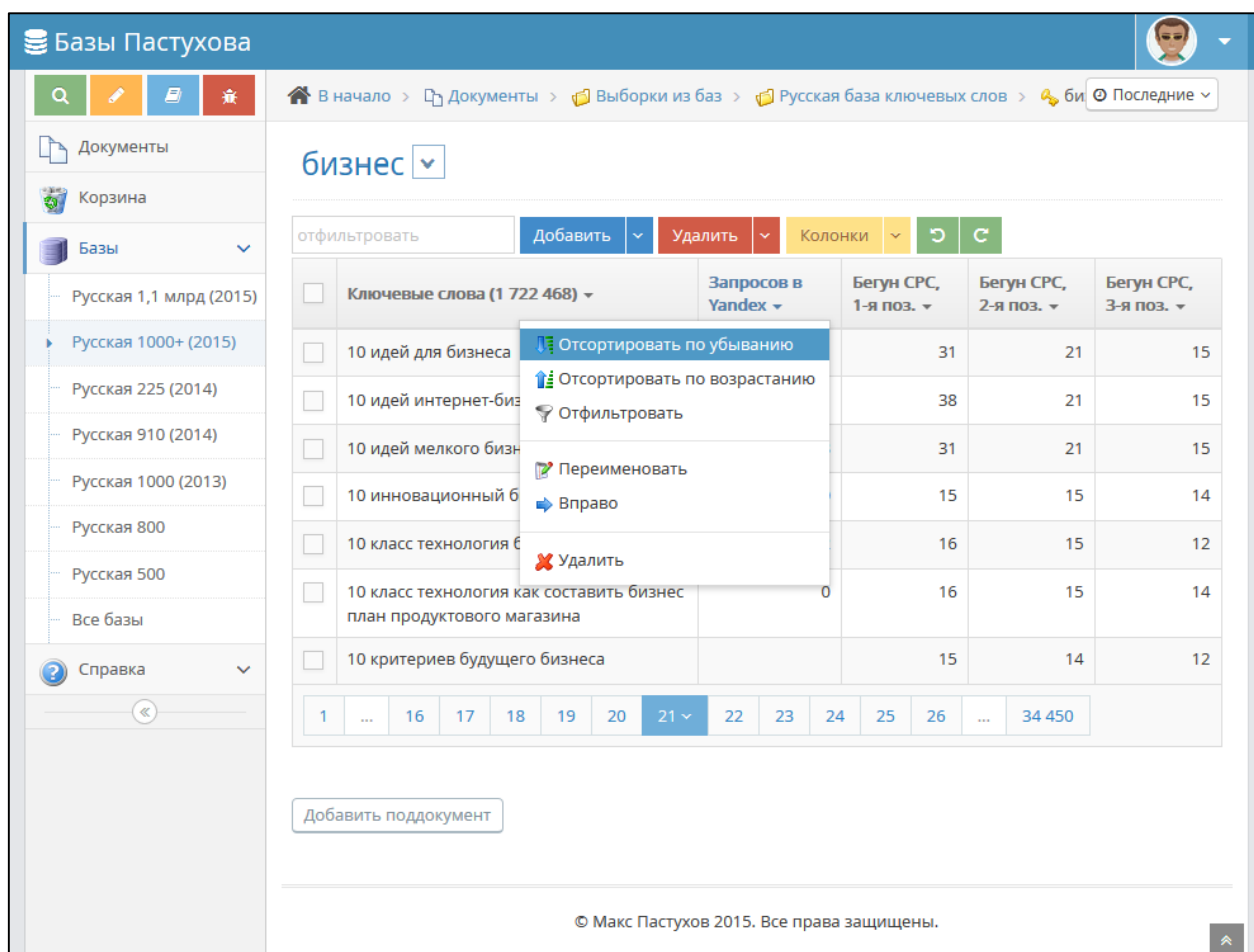 Базы Пастухова
В начало > Документы > Выборки из баз > Русская база ключевых слов > би
Последние
Документы
Корзина
Базы
Русская 1,1 млрд (2015)
Русская 1000+ (2015)
Русская 225 (2014)
Русская 910 (2014)
Русская 1000 (2013)
Русская 800
Русская 500
Все базы
Справка
бизнес
отфильтровать Добавить Удалить Колонки
Ключевые слова (1 722 468) Запросов в Yandex Бегун СРС, 1-я поз. Бегун СРС, 2-я поз. Бегун СРС, 3-я поз.
10 идей для бизнеса 31 21 15
10 идей интернет-биз 38 21 15
10 идей мелкого бизн 31 21 15
10 инновационный б 15 15 14
10 класс технология б 16 15 12
10 класс технология как составить бизнес 0 16 15 14
план продуктового магазина
10 критериев будущего бизнеса 15 14 12
Отсортировать по убыванию
Отсортировать по возрастанию
Отфильтровать
Переименовать
Вправо
Удалить
1 ... 16 17 18 19 20 21 22 23 24 25 26 ... 34 450
Добавить поддокумент
© Макс Пастухов 2015. Все права защищены.